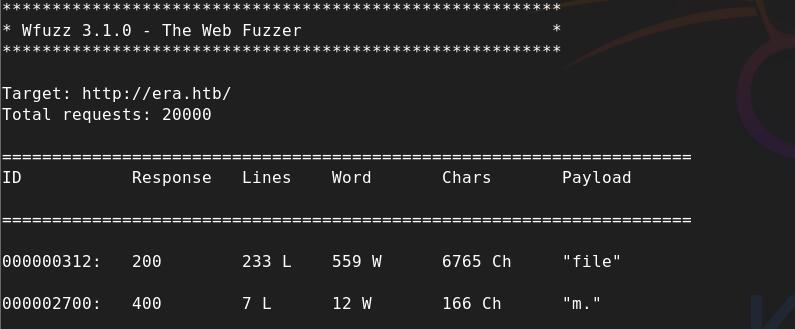 ********************************************************
* Wfuzz 3.1.0 - The Web Fuzzer                         *
********************************************************
Target: http://era.htb/
Total requests: 20000
=====================================================================
ID           Response   Lines    Word       Chars       Payload
=====================================================================
000000312:   200        233 L    559 W      6765 Ch     "file"
000002700:   400        7 L      12 W       166 Ch      "m."